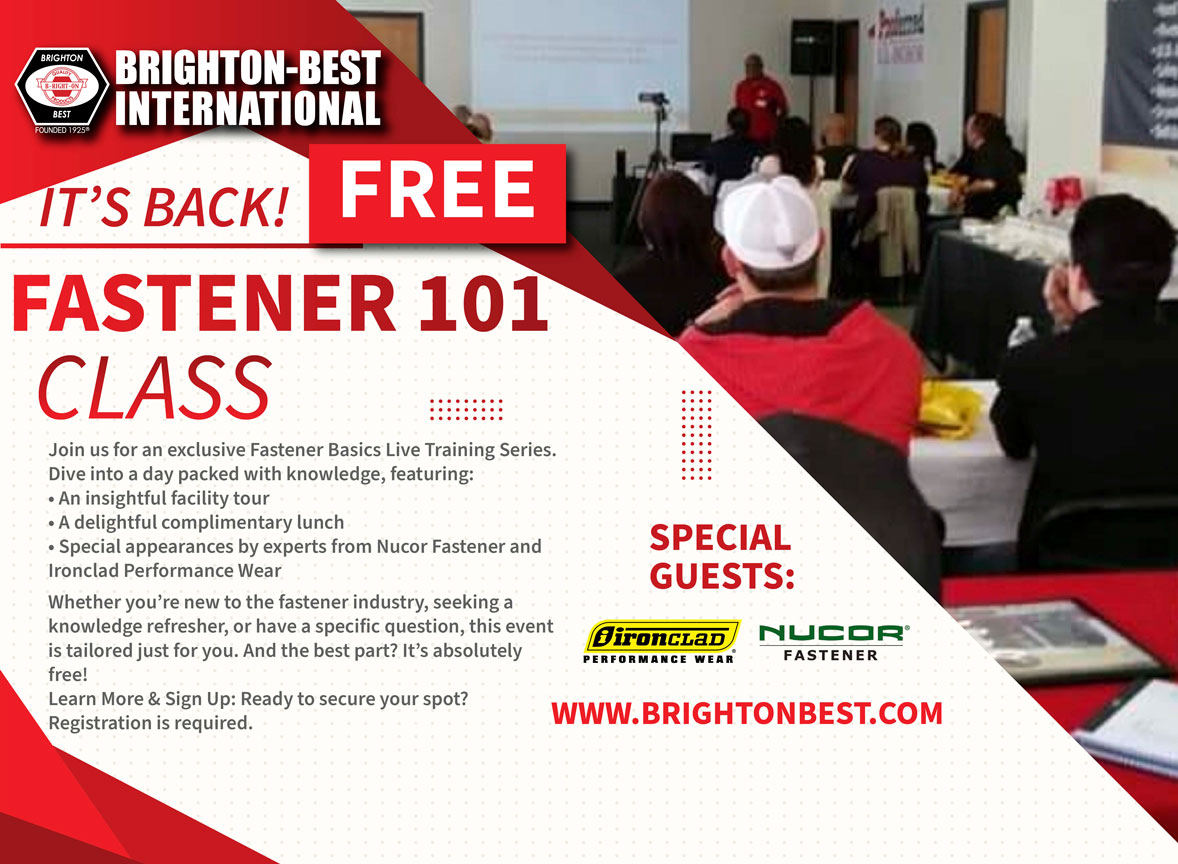 BRIGHTON
QUALITY
B-RIGHT-ON
PRODUCTS
BEST
FOUNDED 1925®
BRIGHTON-BEST
INTERNATIONAL
Preferred
IT’S BACK!
FREE
FASTENER 101
CLASS
Join us for an exclusive Fastener Basics Live Training Series.
Dive into a day packed with knowledge, featuring:
• An insightful facility tour
• A delightful complimentary lunch
• Special appearances by experts from Nucor Fastener and
Ironclad Performance Wear
Whether you’re new to the fastener industry, seeking a
knowledge refresher, or have a specific question, this event
is tailored just for you. And the best part? It’s absolutely
free!
Learn More & Sign Up: Ready to secure your spot?
Registration is required.
SPECIAL
GUESTS:
ironCLAD®
PERFORMANCE WEAR
NUCOR®
FASTENER
WWW.BRIGHTONBEST.COM